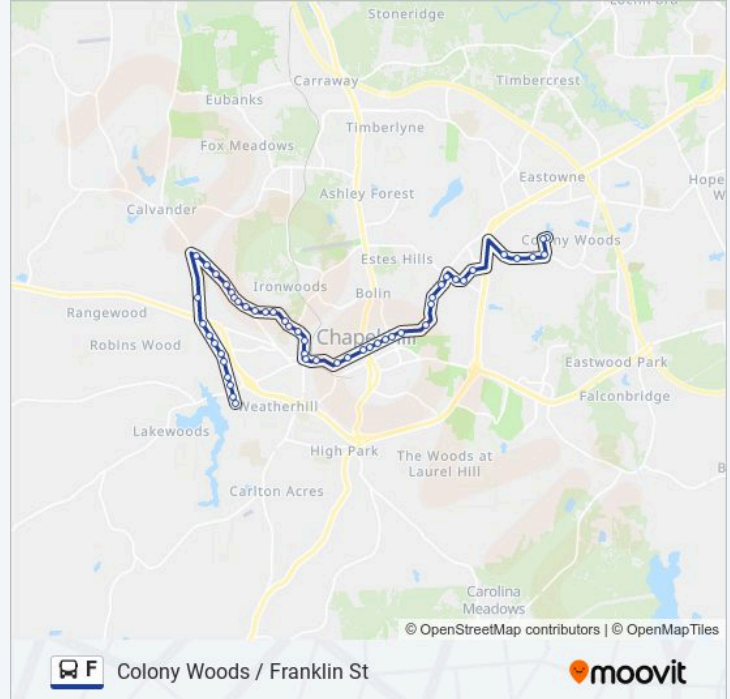 Stoneridge
Carraway
Timbercrest
Eubanks
Timberlyne
Fox Meadows
Eastowne
Hope
W
Ashley Forest
Calvander
Colony Woods
Estes Hills
Ironwoods
Bolin
Rangewood
Chapel Hill
Robins Wood
Eastwood Park
Falconbridge
Weatherhill
Lakewoods
High Park
The Woods at
Laurel Hill
B
Carlton Acres
Carolina
Meadows
© OpenStreetMap contributors | © OpenMapTiles
F Colony Woods / Franklin St
moovit